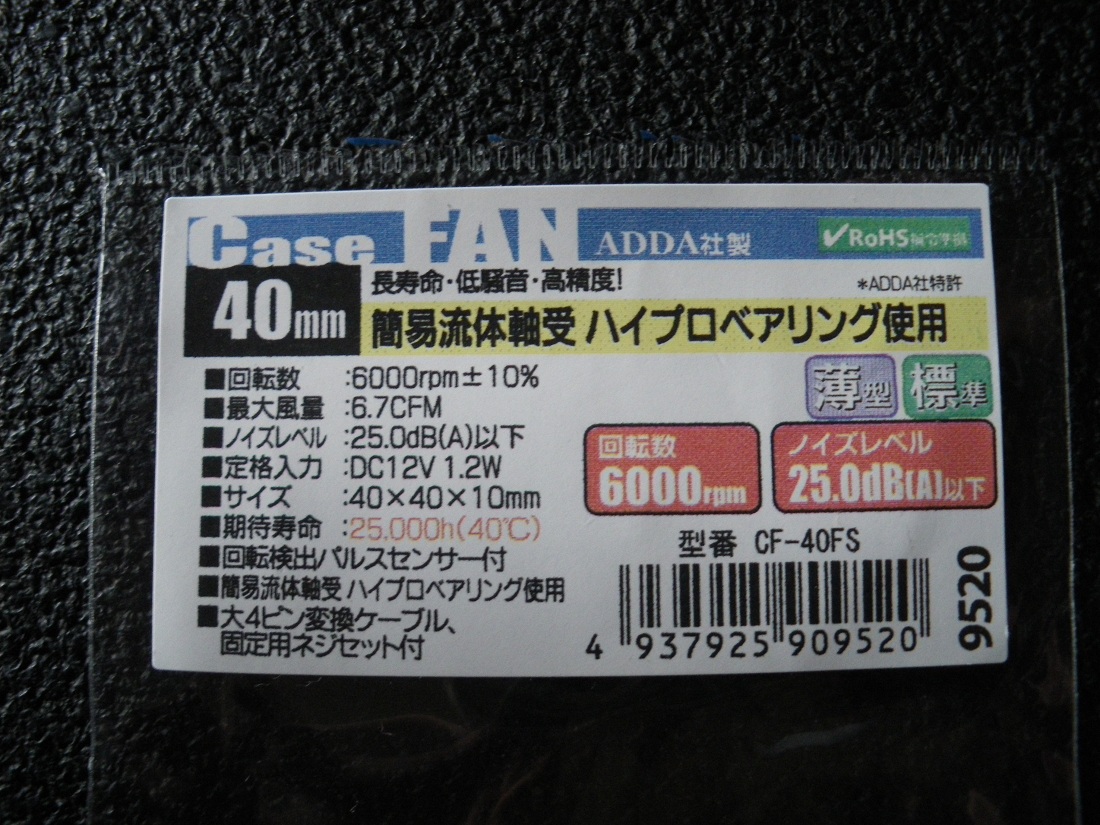 Case FAN ADDA社製 ✓RoHS指令準拠
40mm
長寿命・低騒音・高精度! *ADDA社特許
簡易流体軸受 ハイプロベアリング使用
薄型 標準
■回転数 :6000rpm±10%
■最大風量 :6.7CFM
■ノイズレベル :25.0dB(A)以下
■定格入力 :DC12V 1.2W
■サイズ :40×40×10mm
■期待寿命 :25.000h(40℃)
■回転検出パルスセンサー付
■簡易流体軸受 ハイプロベアリング使用
■大4ピン変換ケーブル、
固定用ネジセット付
回転数
6000rpm
ノイズレベル
25.0dB(A)以下
型番 CF-40FS
4 937925 909520
9520